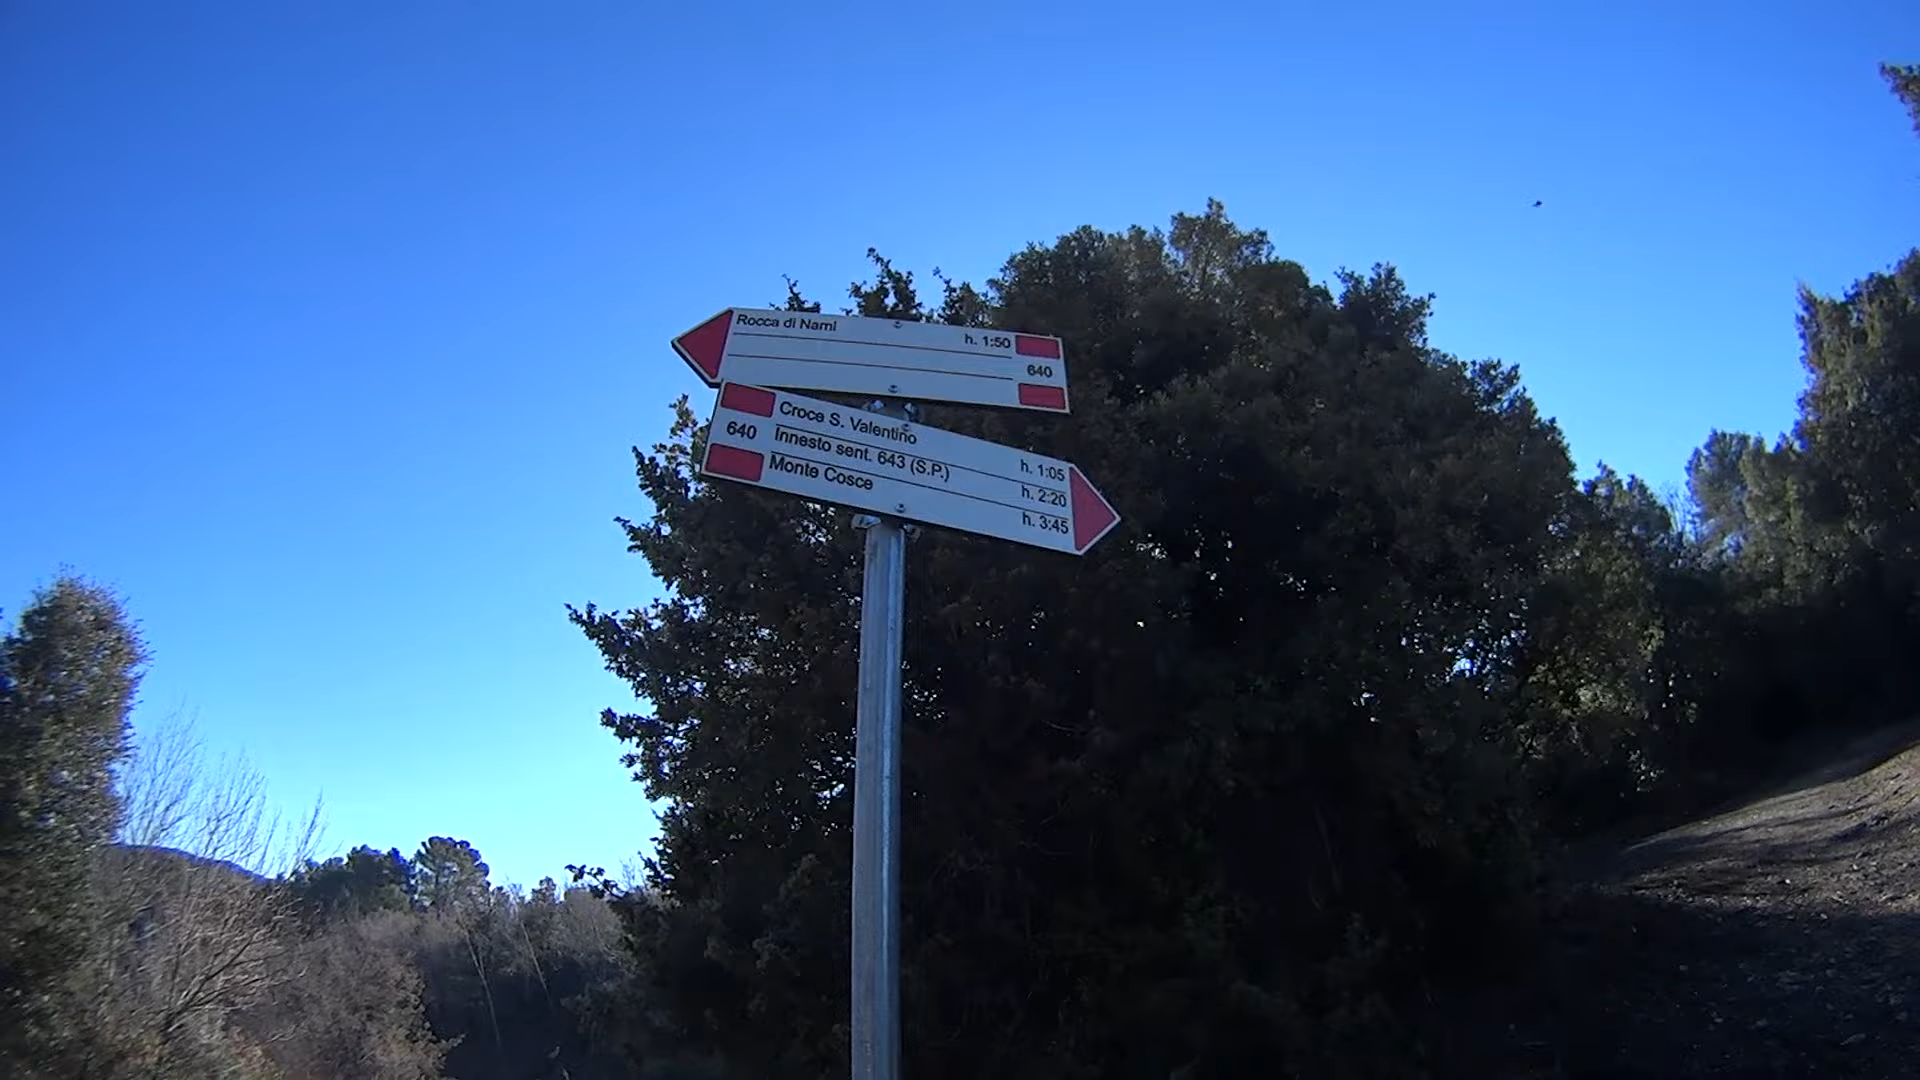 Rocca di Narni
h. 1:50
640
Croce S. Valentino h. 1:05
640 Innesto sent. 643 (S.P.) h. 2:20
Monte Cosce h. 3:45